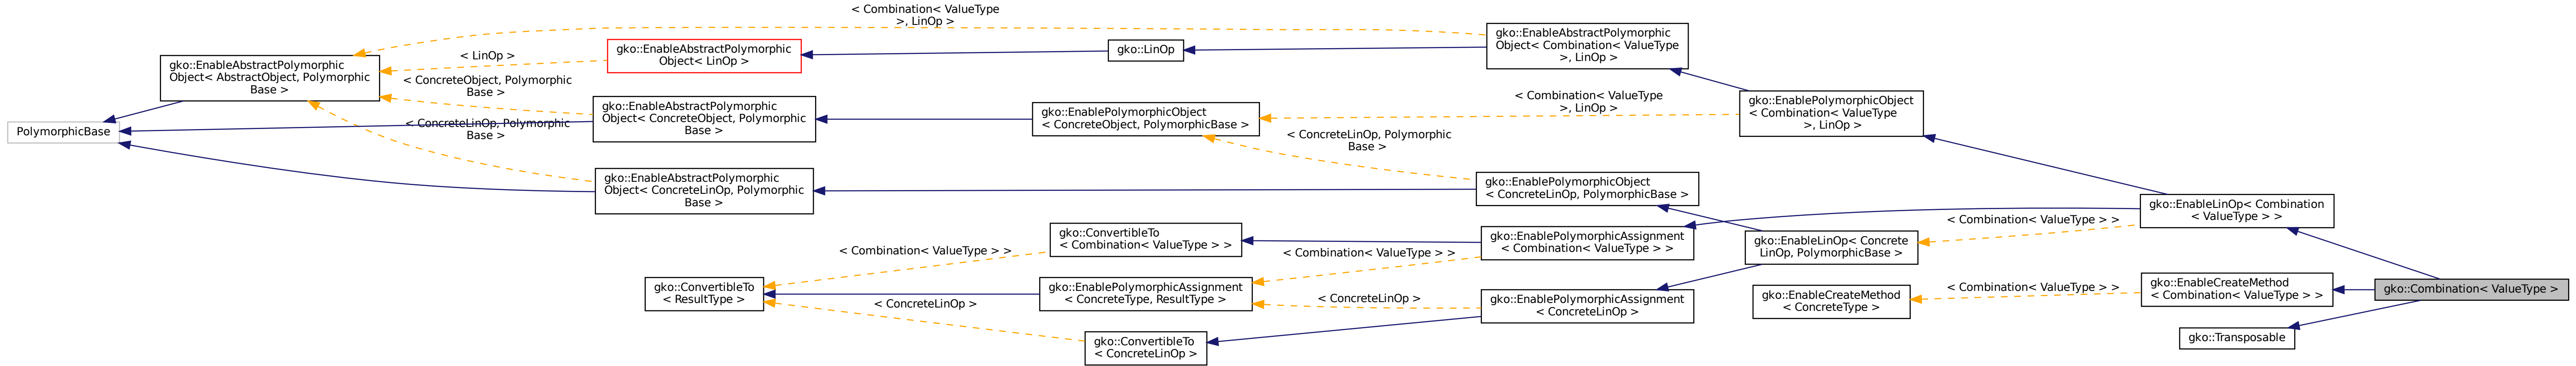 < Combination< ValueType
>, LinOp >
gko::EnableAbstractPolymorphic
Object< Combination< ValueType
>, LinOp >
< LinOp >
gko::EnableAbstractPolymorphic
Object< LinOp >
gko::LinOp
gko::EnableAbstractPolymorphic
Object< AbstractObject, Polymorphic
Base >
< ConcreteObject, Polymorphic
Base >
gko::EnableAbstractPolymorphic
Object< ConcreteObject, Polymorphic
Base >
gko::EnablePolymorphicObject
< ConcreteObject, PolymorphicBase >
< Combination< ValueType
>, LinOp >
gko::EnablePolymorphicObject
< Combination< ValueType
>, LinOp >
PolymorphicBase
< ConcreteLinOp, Polymorphic
Base >
< ConcreteLinOp, Polymorphic
Base >
gko::EnableAbstractPolymorphic
Object< ConcreteLinOp, Polymorphic
Base >
gko::EnablePolymorphicObject
< ConcreteLinOp, PolymorphicBase >
gko::EnableLinOp< Combination
< ValueType > >
< Combination< ValueType > >
gko::ConvertibleTo
< Combination< ValueType > >
gko::EnablePolymorphicAssignment
< Combination< ValueType > >
gko::EnableLinOp< Concrete
LinOp, PolymorphicBase >
< Combination< ValueType > >
< Combination< ValueType > >
gko::ConvertibleTo
< ResultType >
gko::EnablePolymorphicAssignment
< ConcreteType, ResultType >
< ConcreteLinOp >
< ConcreteLinOp >
gko::EnablePolymorphicAssignment
< ConcreteLinOp >
gko::EnableCreateMethod
< ConcreteType >
< Combination< ValueType > >
gko::EnableCreateMethod
< Combination< ValueType > >
gko::Combination< ValueType >
gko::ConvertibleTo
< ConcreteLinOp >
gko::Transposable